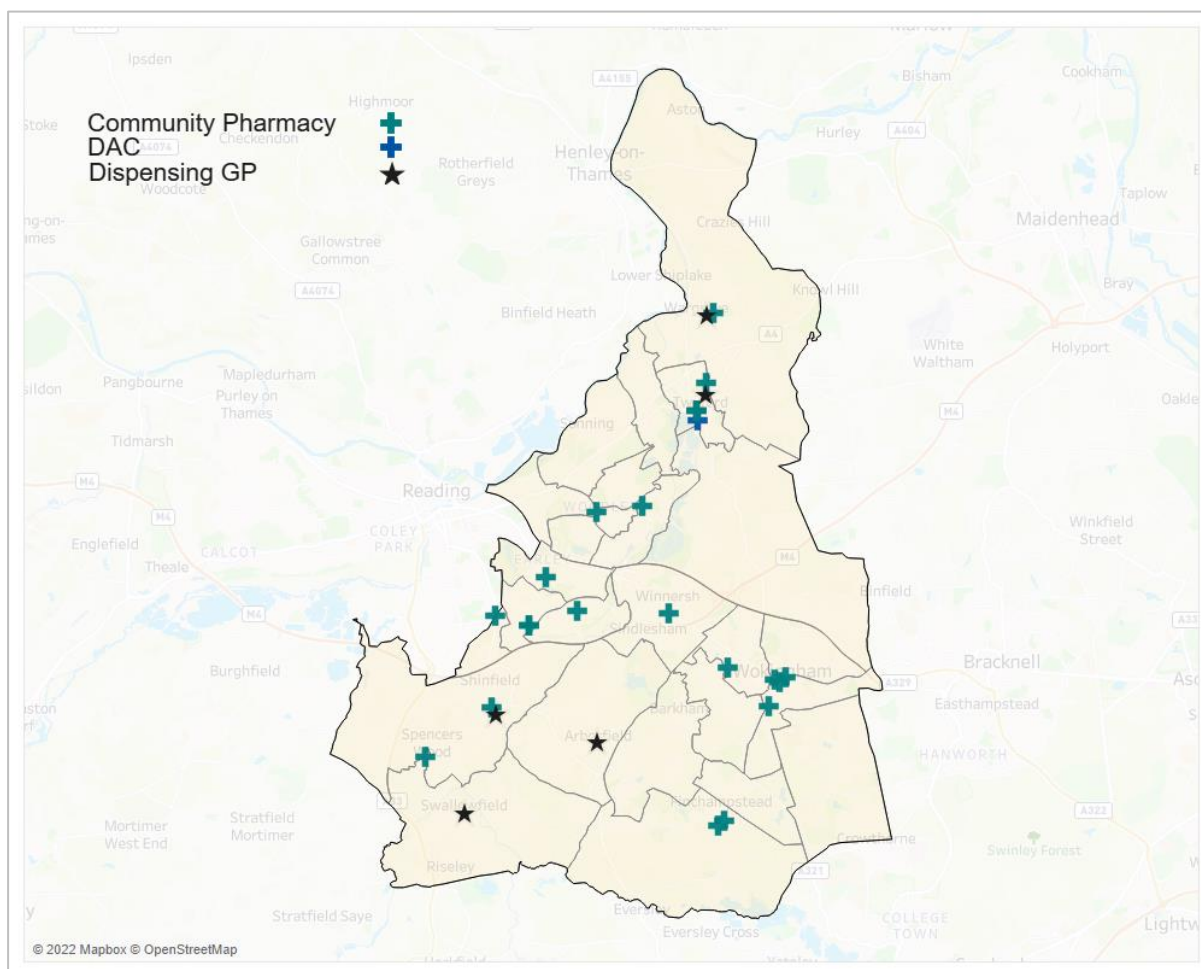 Ipsden
Highmoor
A4155
Aston
Bisham
Cookham
Community Pharmacy
Stoke
Checkendon
Hurley
A404
DAC
A4074
Henley-on-
Thames
Rotherfield
Greys
Dispensing GP
Woodcote
Taplow
Crazies Hill
Maidenhead
Gallowstree
Common
Lower Shiplake
Bray
A4074
Knowl Hill
Binfield Heath
A4
White
Waltham
Holyport
Pangbourne
Mapledurham
Purley on
Thames
Oakle
M4
Sonning
Tidmarsh
M4
Reading
COLEY
PARK
Winkfield
Street
Englefield
CALCOT
Theale
M4
M4
Winnersh
Binfield
Sindlesham
Burghfield
Wokingham
Bracknell
A329
Shinfield
Easthampstead
Barkham
Spencers
Wood
Arborfield
HANWORTH
A33
Swallowfield
Finchampstead
A322
Mortimer
West End
Stratfield
Mortimer
Crowthorne
Swinley Forest
Riseley
A321
Stratfield Saye
Eversley
Eversley Cross
COLLEGE
TOWN
Lightw
© 2022 Mapbox © OpenStreetMap